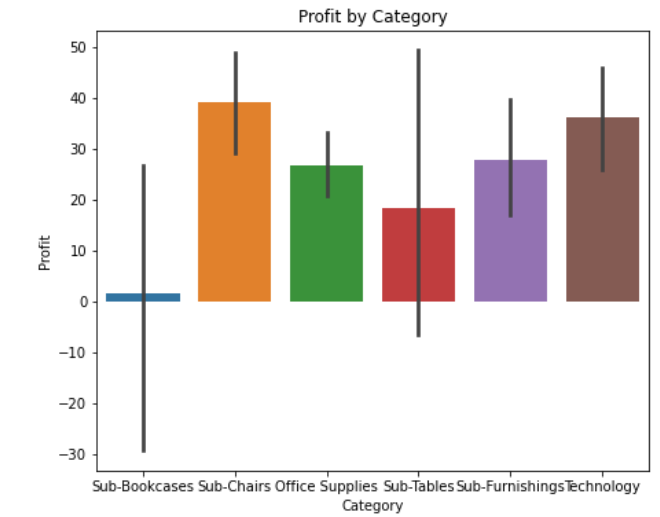 Profit by Category
50
40
30
20
10
0
−10
−20
−30
Profit
Sub-Bookcases Sub-Chairs Office Supplies Sub-Tables Sub-Furnishings Technology
Category